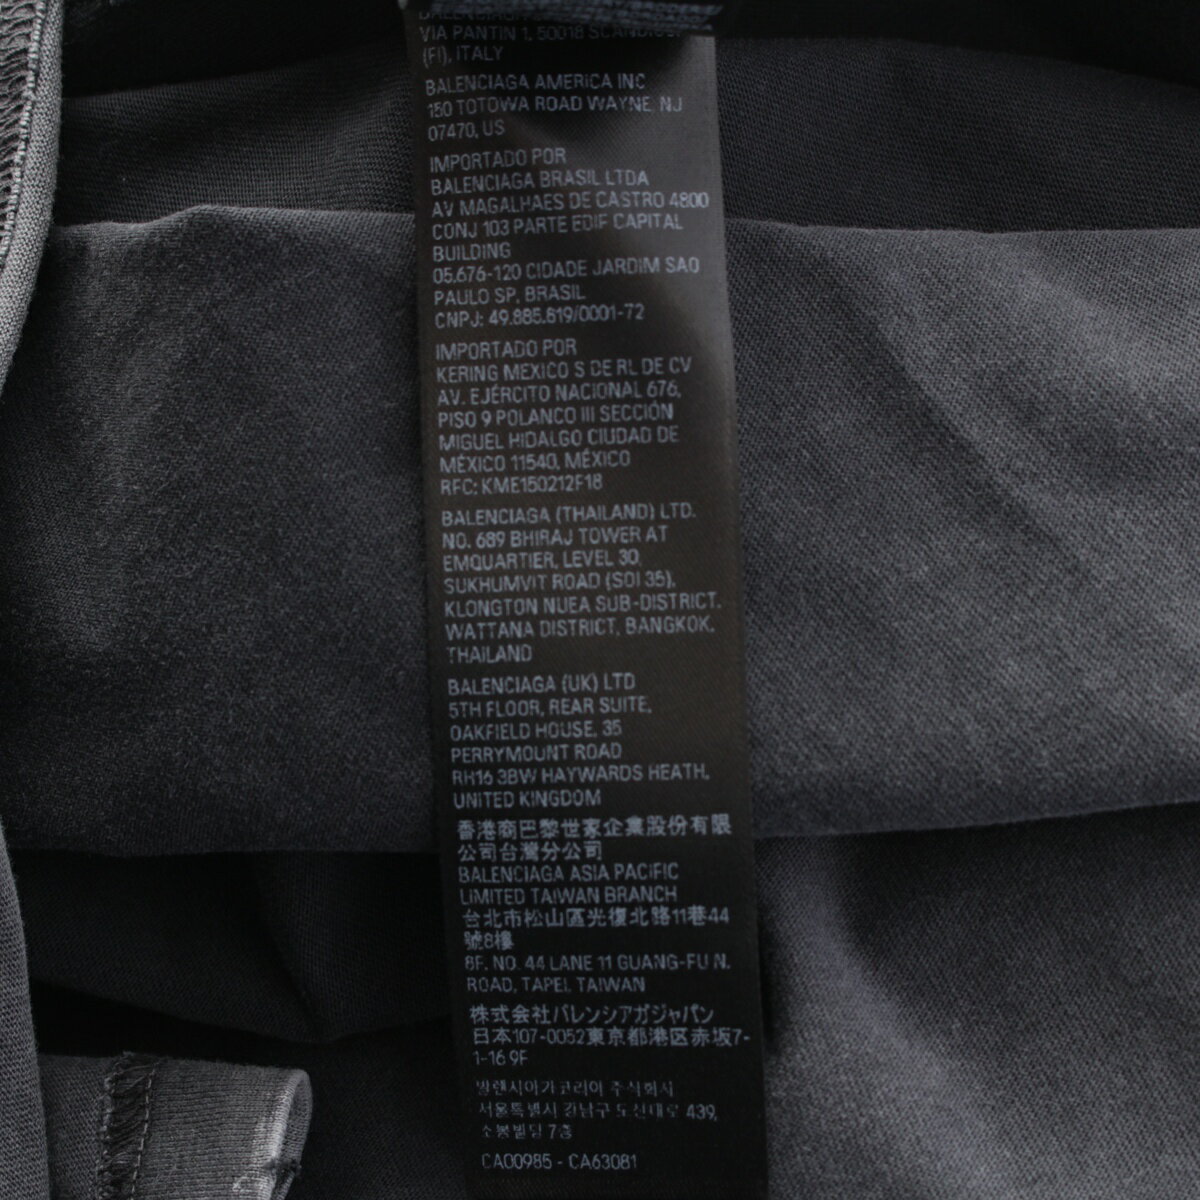 BALENCIAGA
VIA PANTIN 1, 50018 SCANDICCI
(FI), ITALY
BALENCIAGA AMERICA INC
150 TOTOWA ROAD WAYNE, NJ
07470, US
IMPORTADO POR
BALENCIAGA BRASIL LTDA
AV MAGALHAES DE CASTRO 4800
CONJ 103 PARTE EDIF CAPITAL
BUILDING
05.676-120 CIDADE JARDIM SAO
PAULO SP, BRASIL
CNPJ: 49.885.819/0001-72
IMPORTADO POR
KERING MEXICO S DE RL DE CV
AV. EJÉRCITO NACIONAL 676,
PISO 9 POLANCO III SECCIÓN
MIGUEL HIDALGO CIUDAD DE
MÉXICO 11540, MÉXICO
RFC: KME150212F18
BALENCIAGA (THAILAND) LTD.
NO. 689 BHIRAJ TOWER AT
EMQUARTIER, LEVEL 30,
SUKHUMVIT ROAD (SOI 35),
KLONGTON NUEA SUB-DISTRICT,
WATTANA DISTRICT, BANGKOK,
THAILAND
BALENCIAGA (UK) LTD
5TH FLOOR, REAR SUITE,
OAKFIELD HOUSE, 35
PERRYMOUNT ROAD
RH16 3BW HAYWARDS HEATH,
UNITED KINGDOM
香港商巴黎世家企業股份有限
公司台灣分公司
BALENCIAGA ASIA PACIFIC
LIMITED TAIWAN BRANCH
台北市松山區光復北路11巷44
號8樓
8F, NO. 44 LANE 11 GUANG-FU N.
ROAD, TAPEI, TAIWAN
株式会社バレンシアガジャパン
日本107-0052東京都港区赤坂7-
1-16 9F
발렌시아가코리아 주식회사
서울특별시 강남구 도산대로 439,
소봉빌딩 7층
CA00985 - CA63081